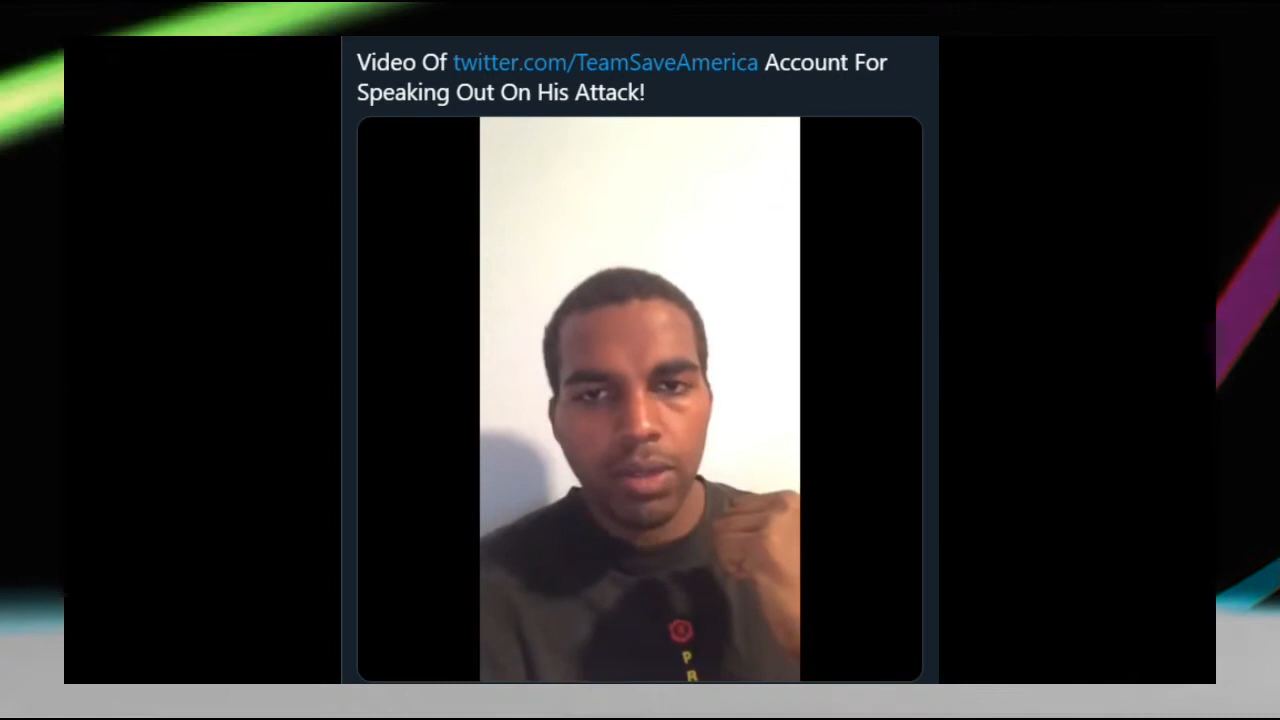 Video Of twitter.com/TeamSaveAmerica Account For
Speaking Out On His Attack!
P
R